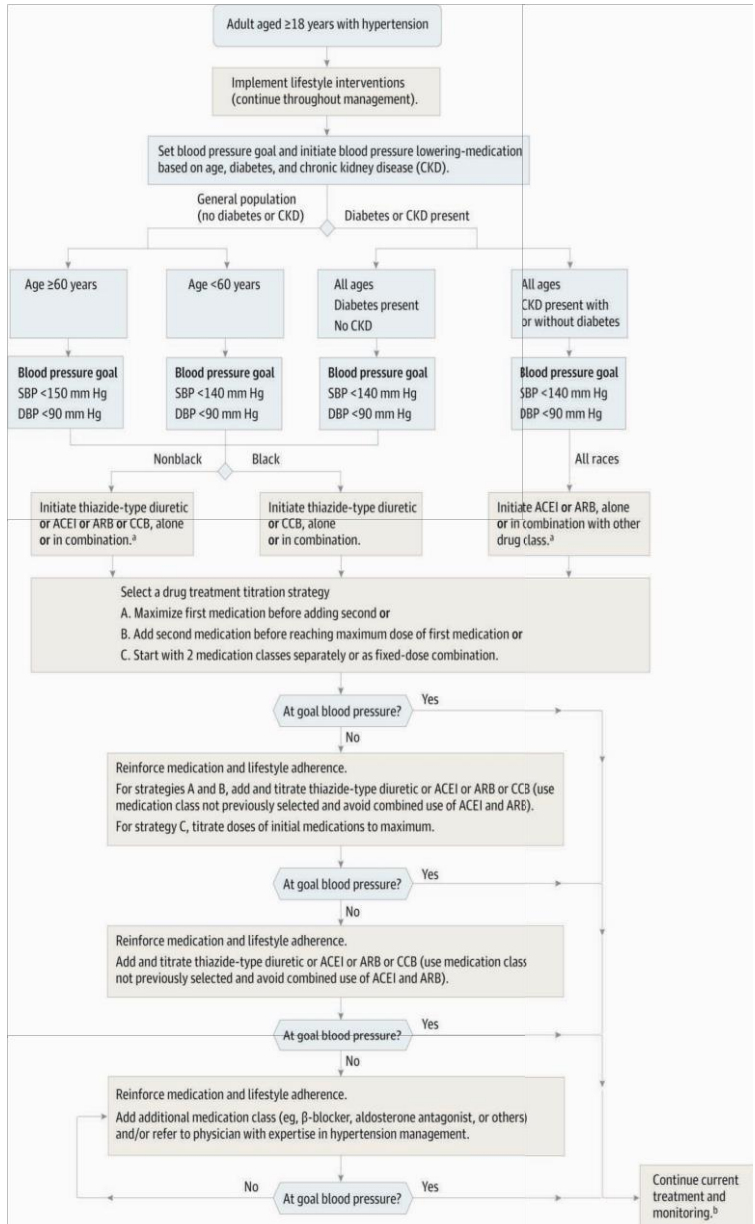 Adult aged ≥18 years with hypertension
Implement lifestyle interventions
(continue throughout management).
Set blood pressure goal and initiate blood pressure lowering-medication
based on age, diabetes, and chronic kidney disease (CKD).
General population
(no diabetes or CKD)
Diabetes or CKD present
Age ≥60 years
Age <60 years
All ages
Diabetes present
No CKD
All ages
CKD present with
or without diabetes
Blood pressure goal
SBP <150 mm Hg
DBP <90 mm Hg
Blood pressure goal
SBP <140 mm Hg
DBP <90 mm Hg
Blood pressure goal
SBP <140 mm Hg
DBP <90 mm Hg
Blood pressure goal
SBP <140 mm Hg
DBP <90 mm Hg
Nonblack
Black
All races
Initiate thiazide-type diuretic
or ACEI or ARB or CCB, alone
or in combination.ᵃ
Initiate thiazide-type diuretic
or CCB, alone
or in combination.
Initiate ACEI or ARB, alone
or in combination with other
drug class.ᵃ
Select a drug treatment titration strategy
A. Maximize first medication before adding second or
B. Add second medication before reaching maximum dose of first medication or
C. Start with 2 medication classes separately or as fixed-dose combination.
At goal blood pressure?
Yes
No
Reinforce medication and lifestyle adherence.
For strategies A and B, add and titrate thiazide-type diuretic or ACEI or ARB or CCB (use
medication class not previously selected and avoid combined use of ACEI and ARB).
For strategy C, titrate doses of initial medications to maximum.
At goal blood pressure?
Yes
No
Reinforce medication and lifestyle adherence.
Add and titrate thiazide-type diuretic or ACEI or ARB or CCB (use medication class
not previously selected and avoid combined use of ACEI and ARB).
At goal blood pressure?
Yes
No
Reinforce medication and lifestyle adherence.
Add additional medication class (eg, β-blocker, aldosterone antagonist, or others)
and/or refer to physician with expertise in hypertension management.
No
At goal blood pressure?
Yes
Continue current
treatment and
monitoring.ᵇ